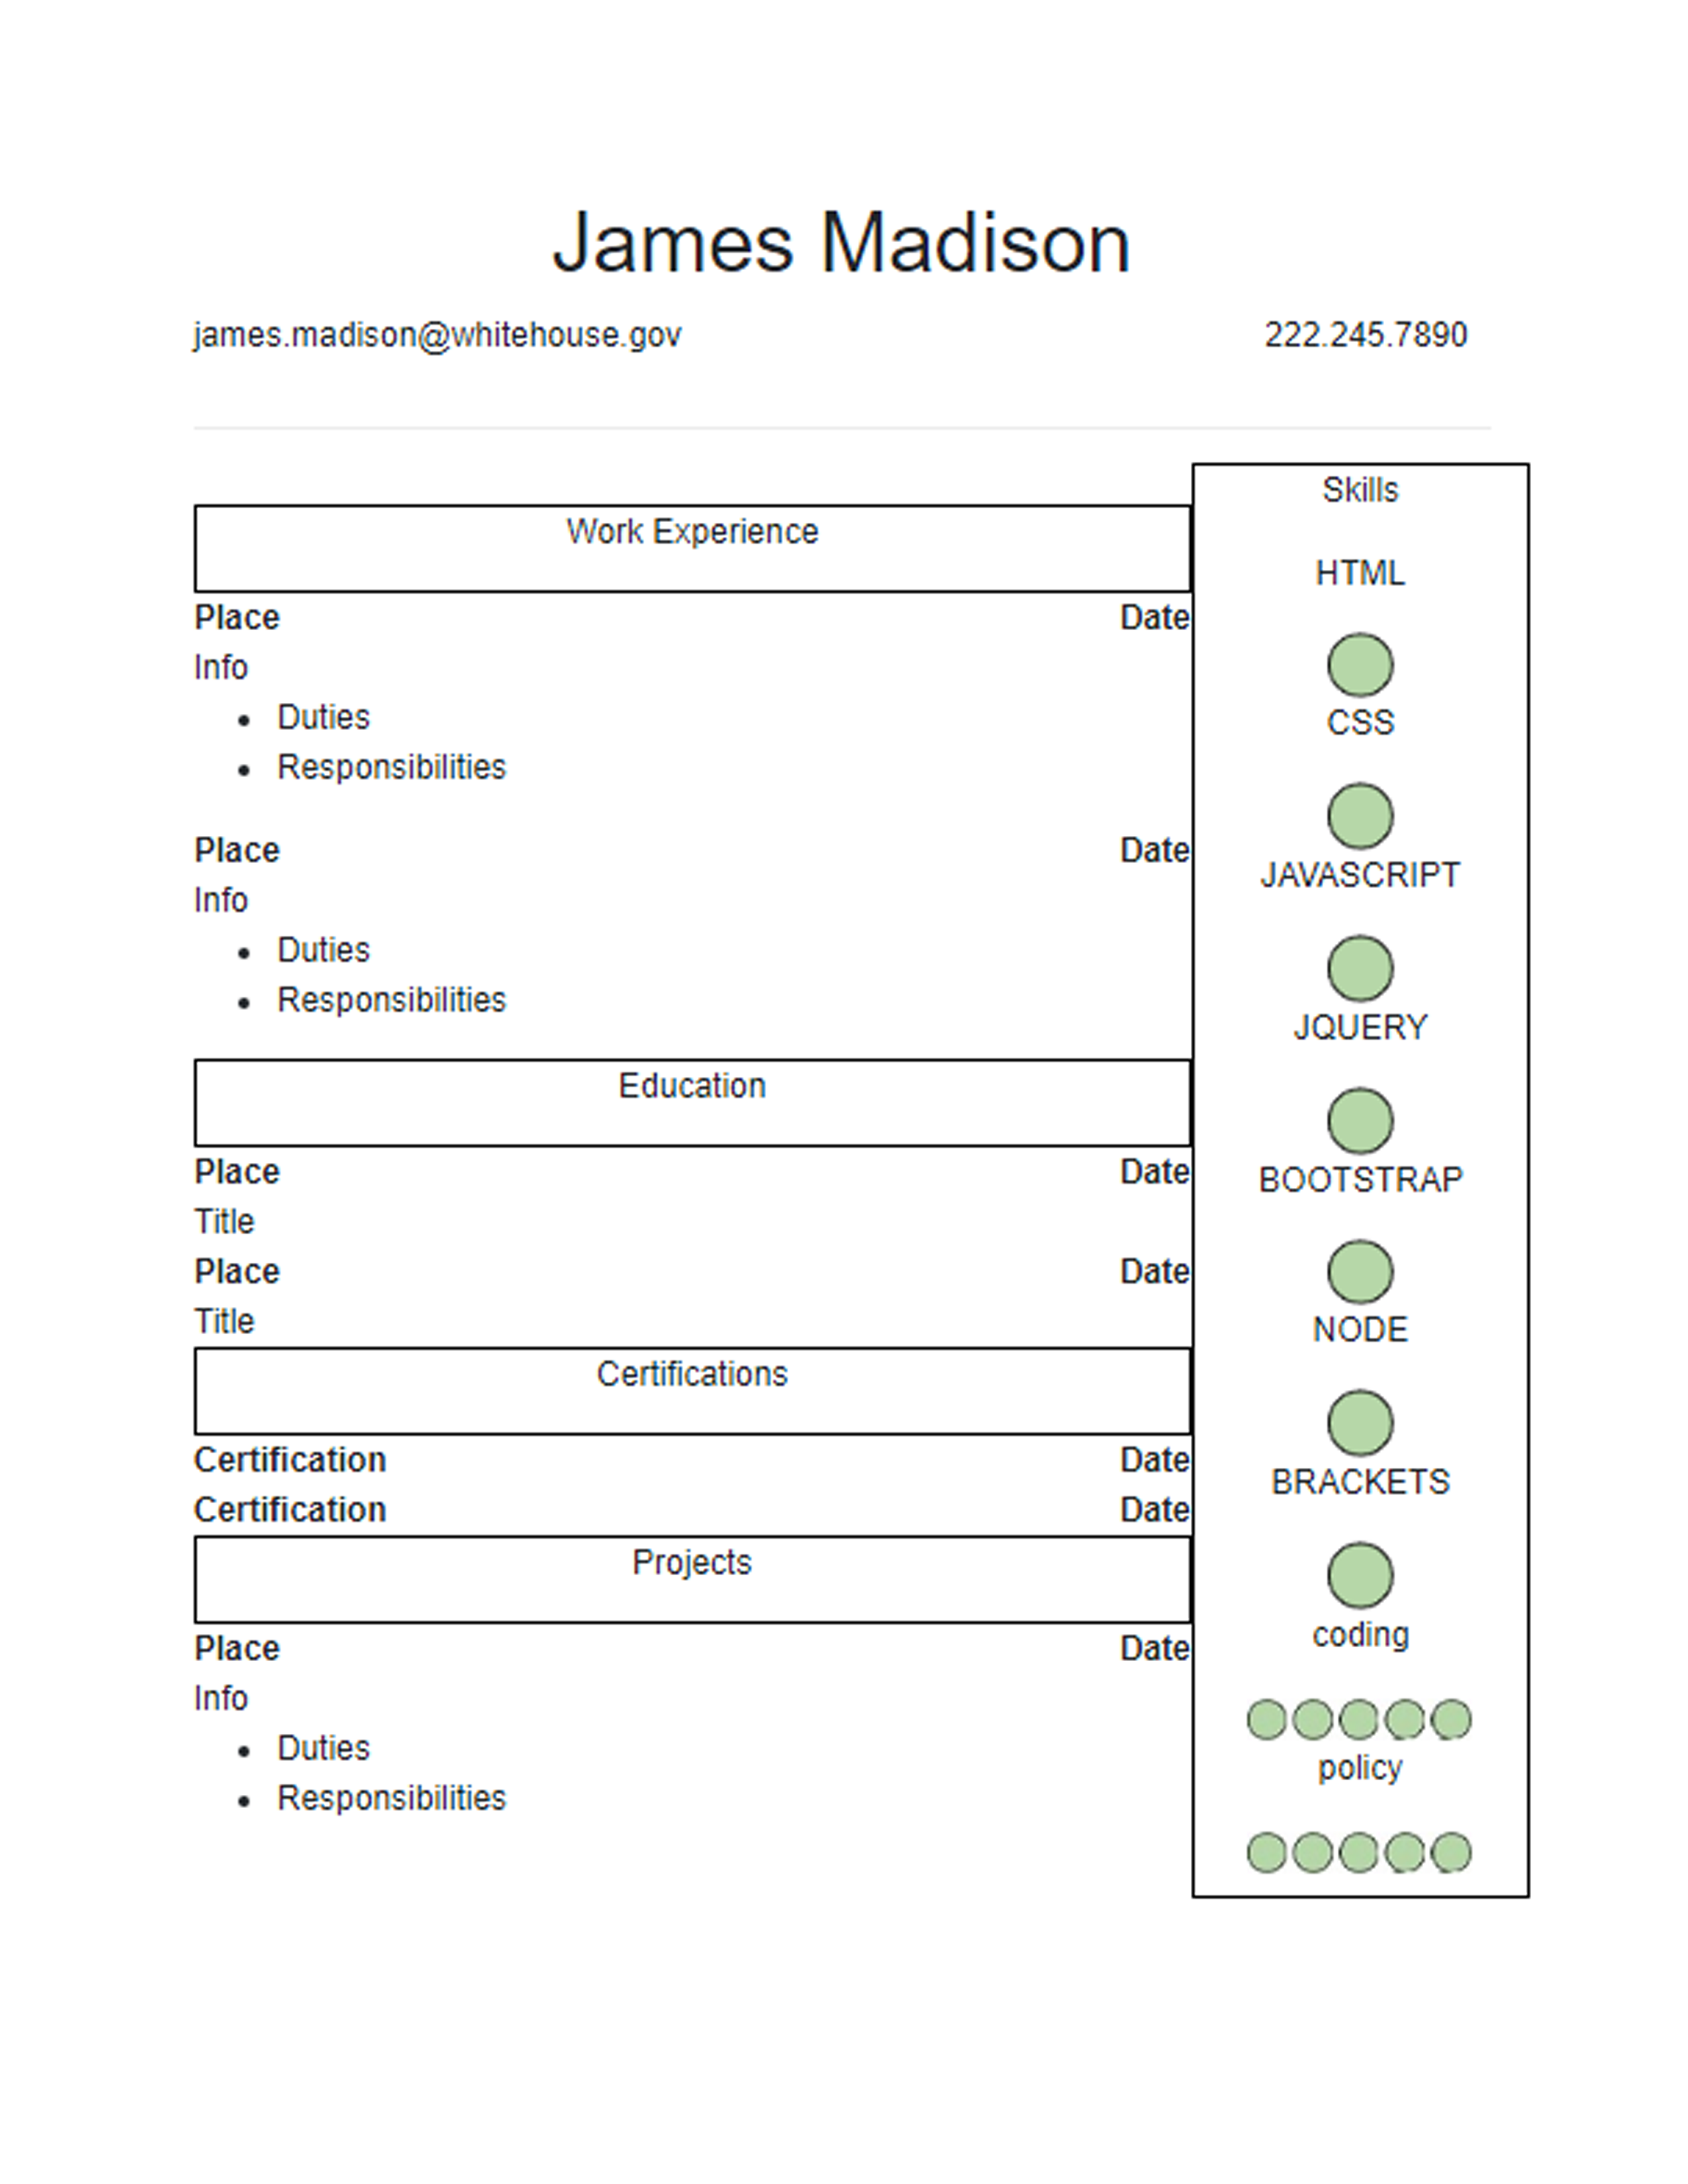 James Madison
james.madison@whitehouse.gov 222.245.7890
Work Experience
Place Date
Info
Duties
Responsibilities
Place Date
Info
Duties
Responsibilities
Education
Place Date
Title
Place Date
Title
Certifications
Certification Date
Certification Date
Projects
Place Date
Info
Duties
Responsibilities
Skills
HTML
CSS
JAVASCRIPT
JQUERY
BOOTSTRAP
NODE
BRACKETS
coding
policy